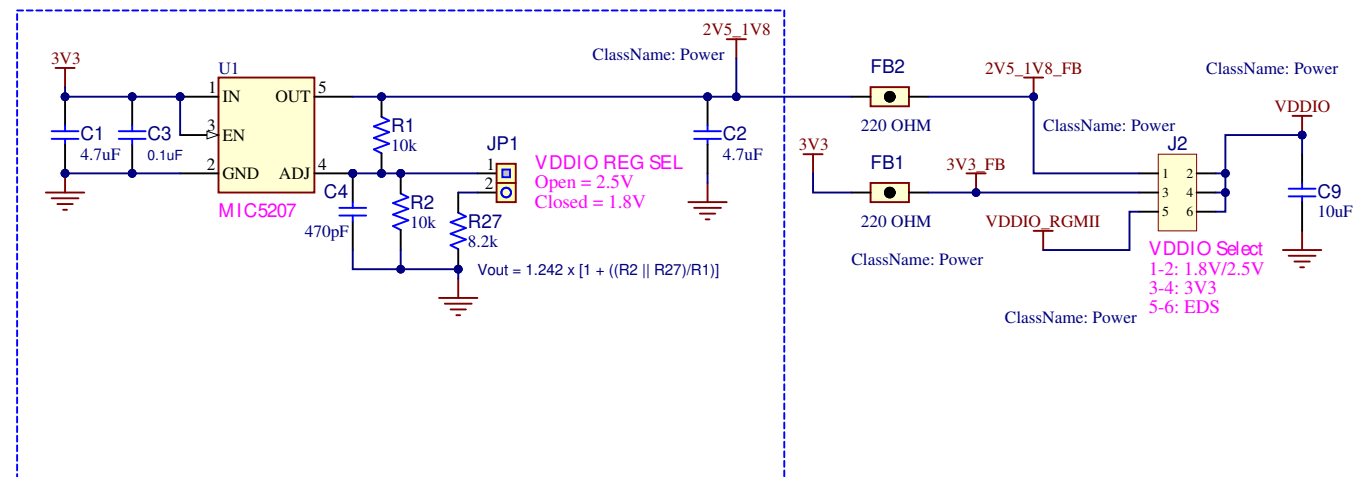 2V5_1V8
ClassName: Power
3V3
U1
1
IN
OUT
5
3
EN
2
GND
ADJ
4
MIC5207
C1
4.7uF
C3
0.1uF
R1
10k
C4
470pF
R2
10k
JP1
1
2
VDDIO REG SEL
Open = 2.5V
Closed = 1.8V
R27
8.2k
Vout = 1.242 x [1 + ((R2 || R27)/R1)]
C2
4.7uF
FB2
220 OHM
2V5_1V8_FB
ClassName: Power
3V3
FB1
220 OHM
3V3_FB
ClassName: Power
VDDIO_RGMII
ClassName: Power
J2
1 2
3 4
5 6
VDDIO Select
1-2: 1.8V/2.5V
3-4: 3V3
5-6: EDS
ClassName: Power
VDDIO
C9
10uF